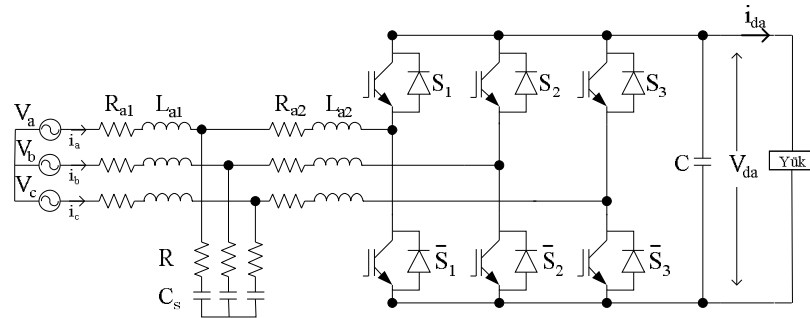 i_da
S_1 S_2 S_3
V_a R_a1 L_a1 R_a2 L_a2
i_a
V_b
i_b
C V_da Yük
V_c
i_c
R S̄_1 S̄_2 S̄_3
C_s